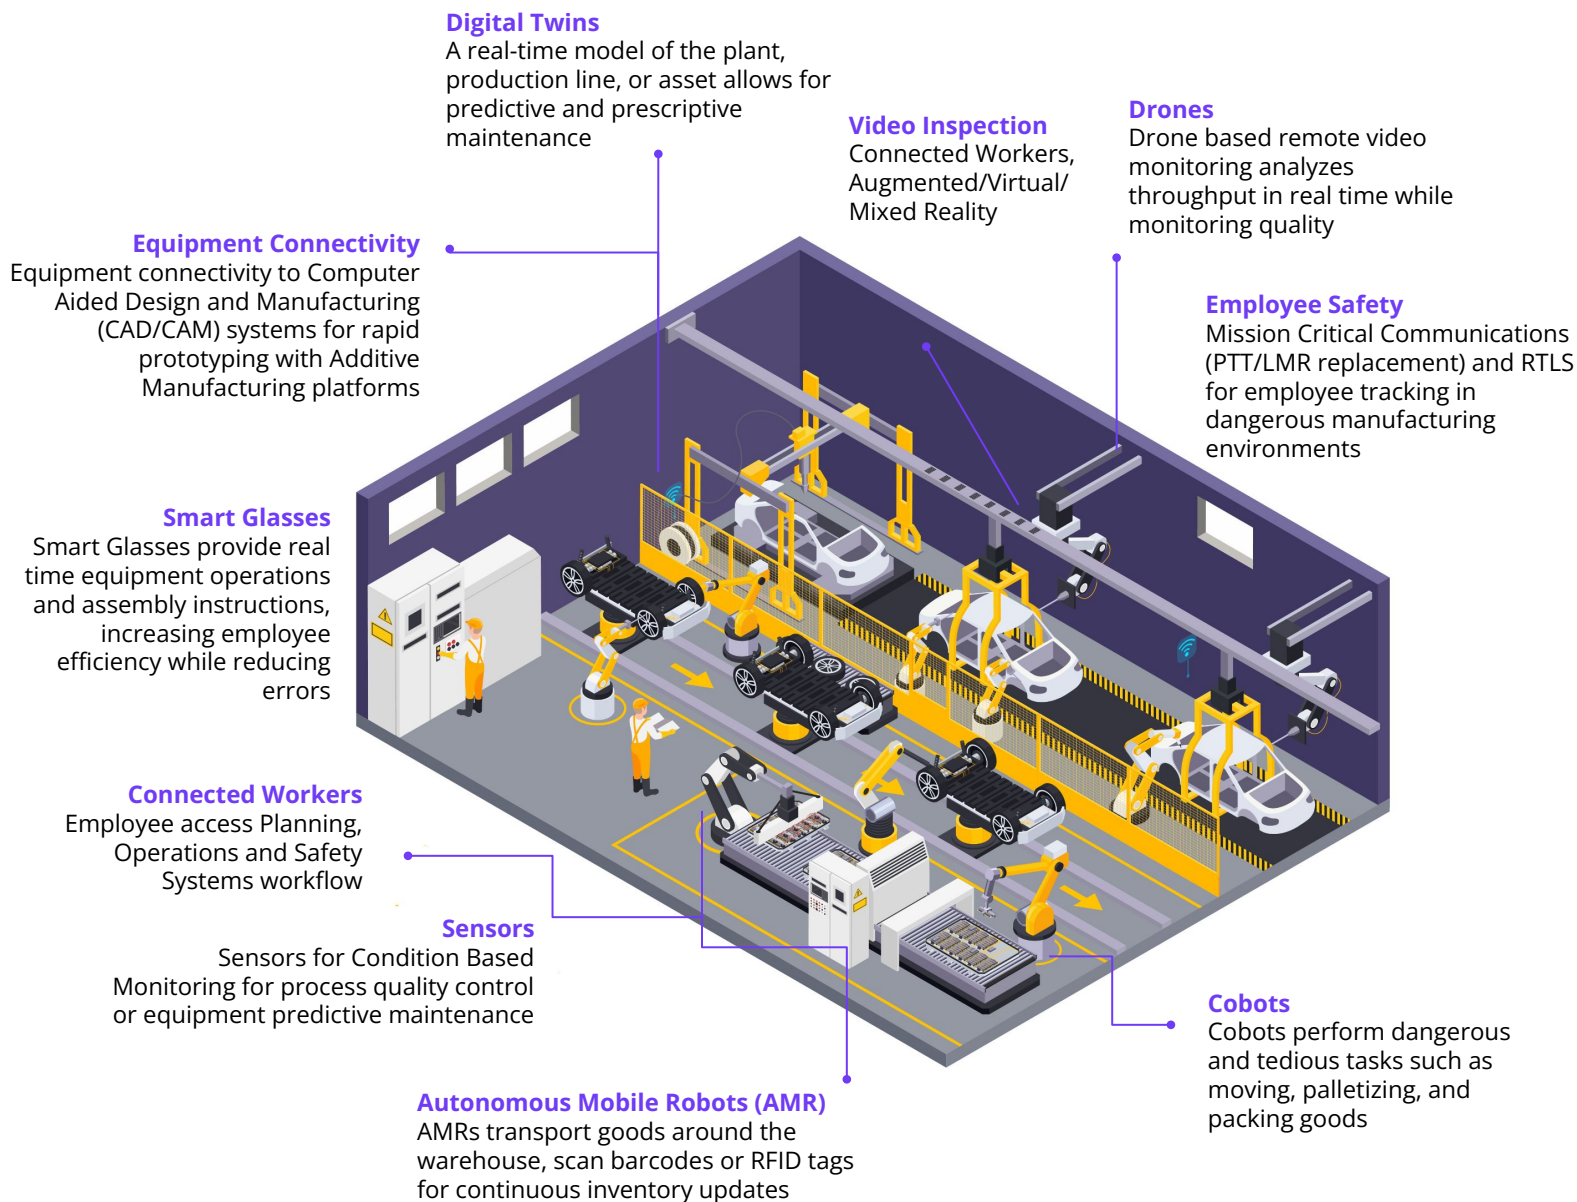 Digital Twins
A real-time model of the plant,
production line, or asset allows for
predictive and prescriptive
maintenance
Video Inspection
Connected Workers,
Augmented/Virtual/
Mixed Reality
Drones
Drone based remote video
monitoring analyzes
throughput in real time while
monitoring quality
Equipment Connectivity
Equipment connectivity to Computer
Aided Design and Manufacturing
(CAD/CAM) systems for rapid
prototyping with Additive
Manufacturing platforms
Employee Safety
Mission Critical Communications
(PTT/LMR replacement) and RTLS
for employee tracking in
dangerous manufacturing
environments
Smart Glasses
Smart Glasses provide real
time equipment operations
and assembly instructions,
increasing employee
efficiency while reducing
errors
Connected Workers
Employee access Planning,
Operations and Safety
Systems workflow
Sensors
Sensors for Condition Based
Monitoring for process quality control
or equipment predictive maintenance
Cobots
Cobots perform dangerous
and tedious tasks such as
moving, palletizing, and
packing goods
Autonomous Mobile Robots (AMR)
AMRs transport goods around the
warehouse, scan barcodes or RFID tags
for continuous inventory updates